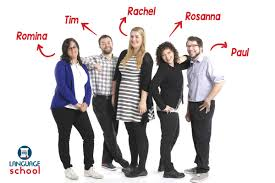 Rachel
Tim
Rosanna
Romina
Paul
LANGUAGE
school